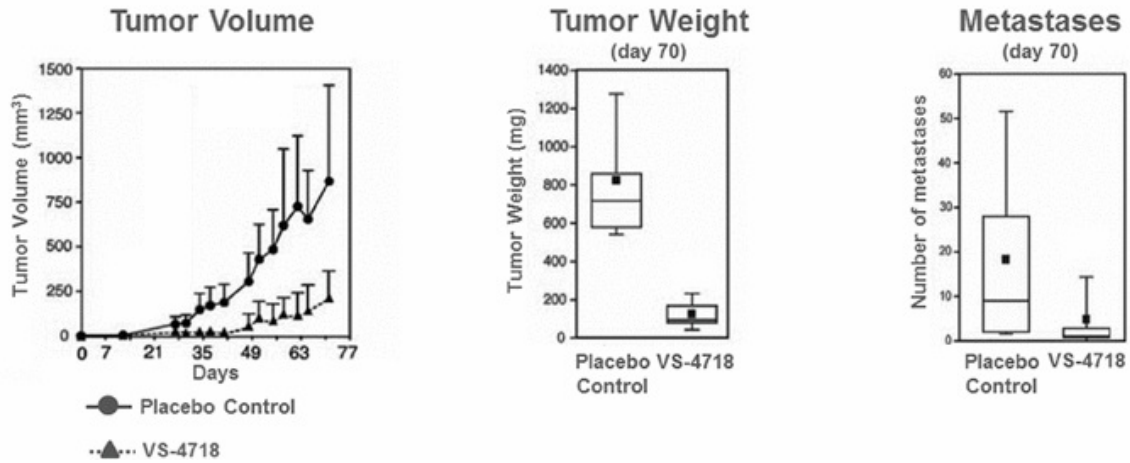 Tumor Volume
Tumor Volume (mm³)
1500
1250
1000
750
500
250
0
0 7 21 35 49 63 77
Days
Placebo Control
VS-4718
Tumor Weight
(day 70)
Tumor Weight (mg)
1400
1200
1000
800
600
400
200
0
Placebo VS-4718
Control
Metastases
(day 70)
Number of metastases
60
50
40
30
20
10
0
Placebo VS-4718
Control